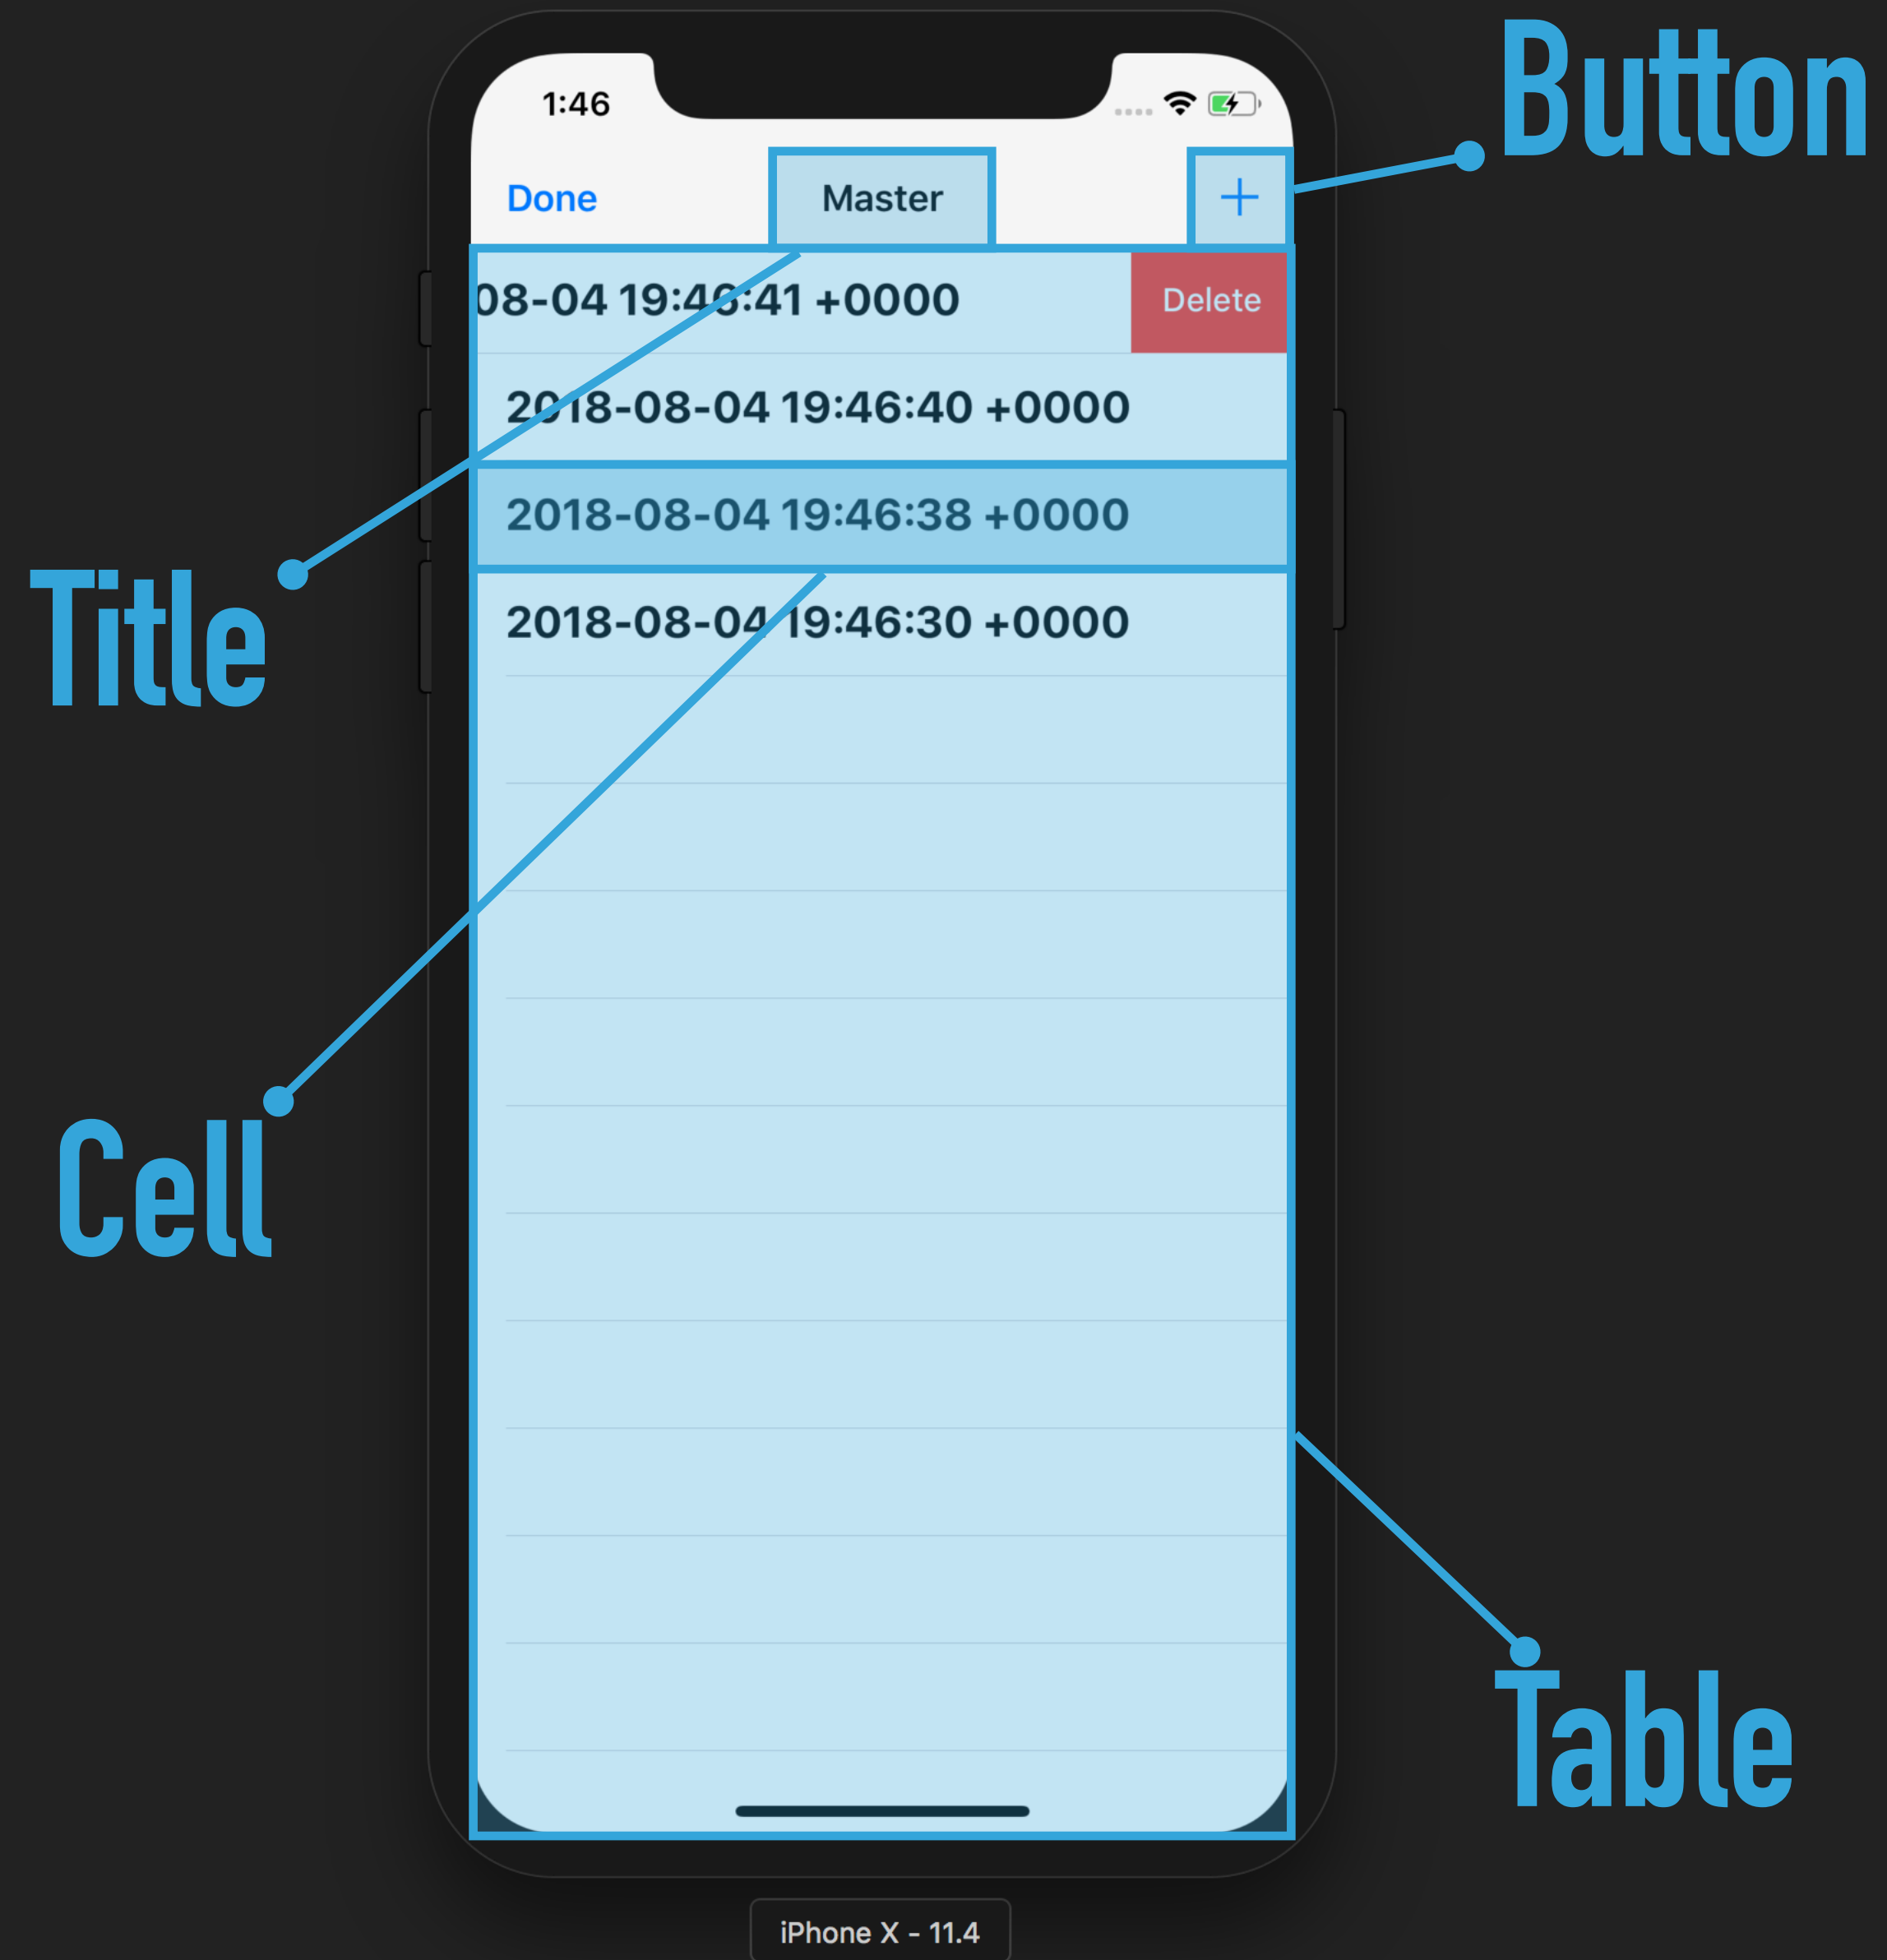 Button
1:46
Done
Master
+
08-04 19:46:41 +0000
Delete
2018-08-04 19:46:40 +0000
2018-08-04 19:46:38 +0000
Title
2018-08-04 19:46:30 +0000
Cell
Table
iPhone X - 11.4